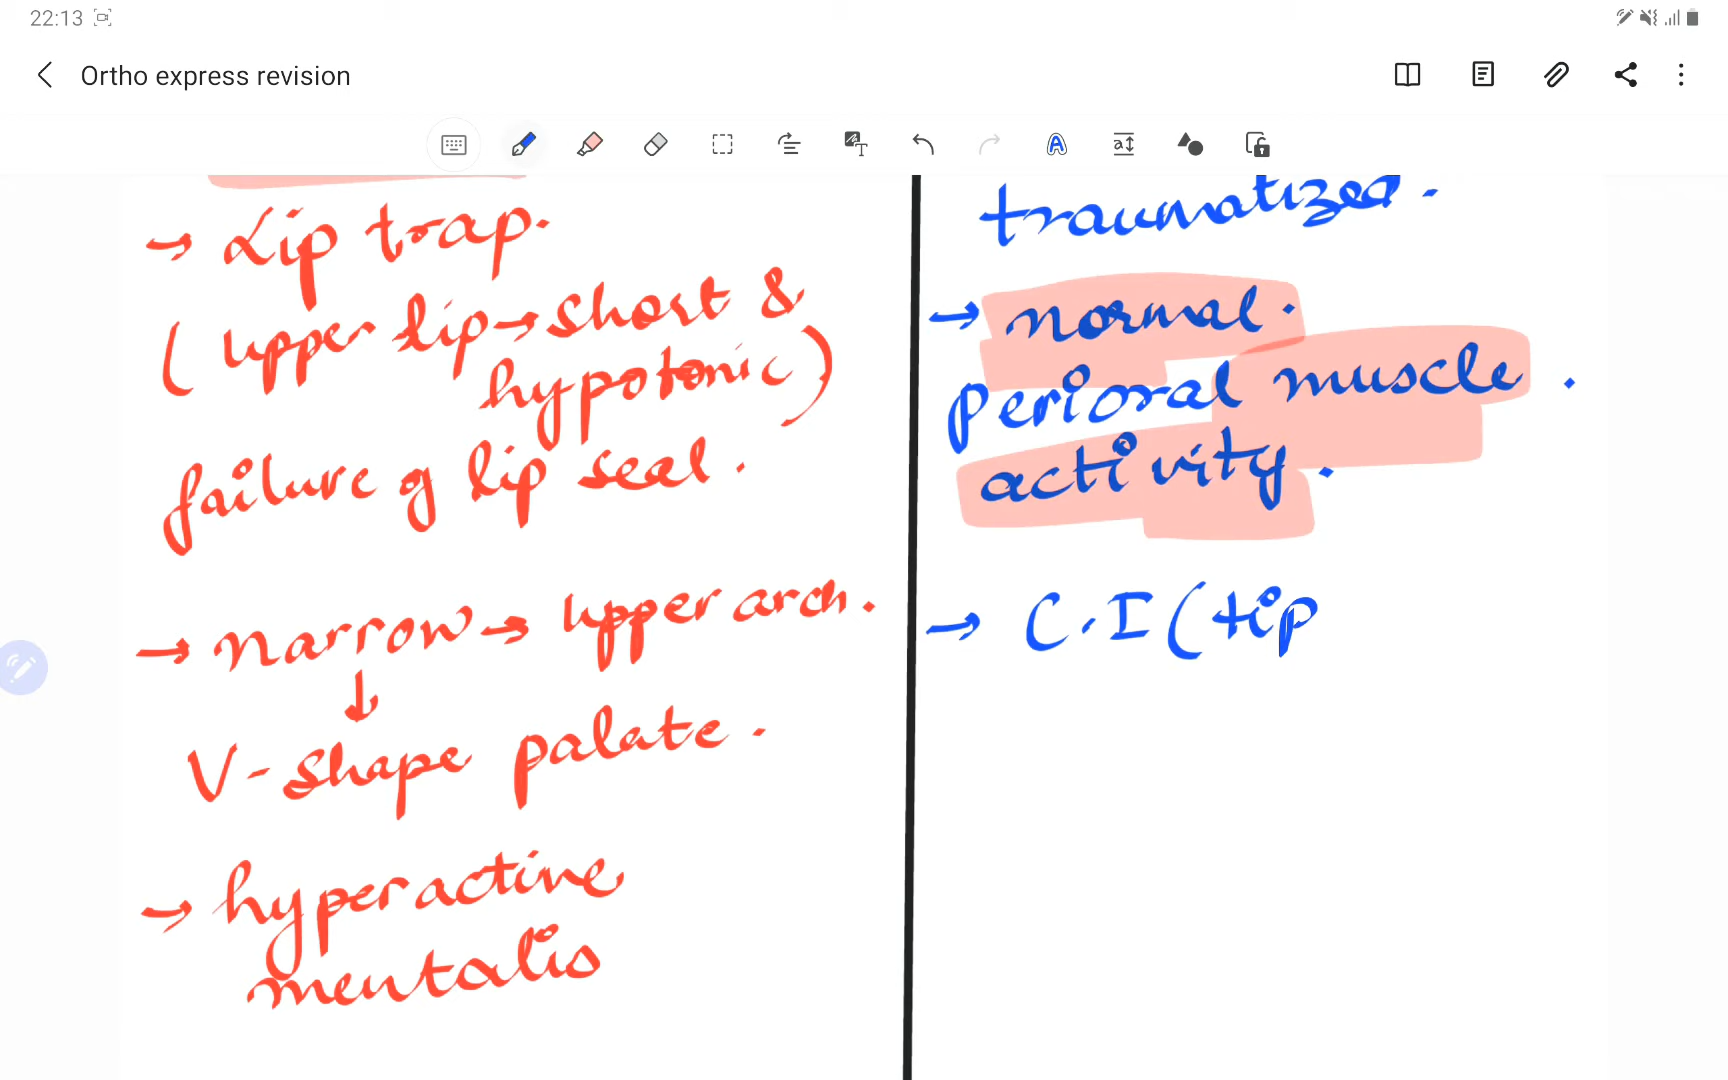 22:13
Ortho express revision
→ Lip trap.
( upper lip → short &
hypotonic )
failure of lip seal.
→ narrow → upper arch.
↓
V-shape palate.
→ hyperactive
mentalis
traumatized.
→ normal.
perioral muscle.
activity.
→ C.I (tip